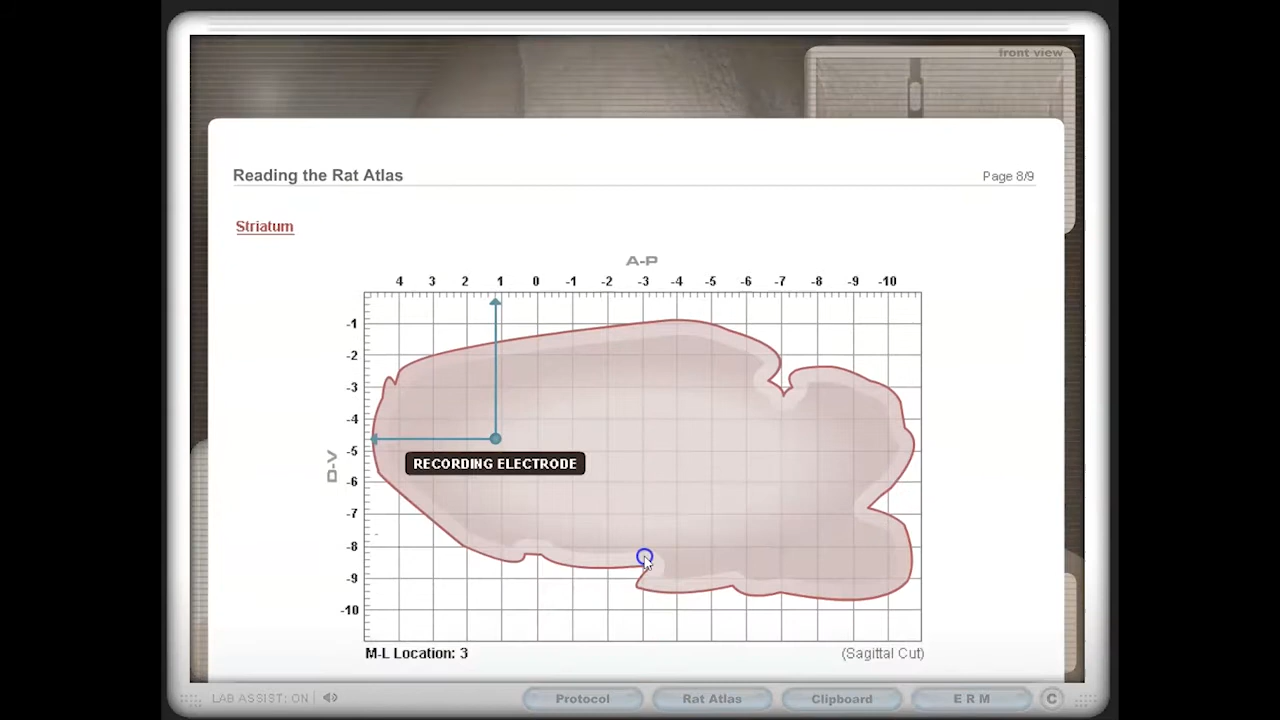 front view
Reading the Rat Atlas
Page 8/9
Striatum
A-P
4 3 2 1 0 -1 -2 -3 -4 -5 -6 -7 -8 -9 -10
-1
-2
-3
-4
D-V
-5
RECORDING ELECTRODE
-6
-7
-8
-9
-10
M-L Location: 3
(Sagittal Cut)
LAB ASSIST: ON
Protocol
Rat Atlas
Clipboard
E R M
C